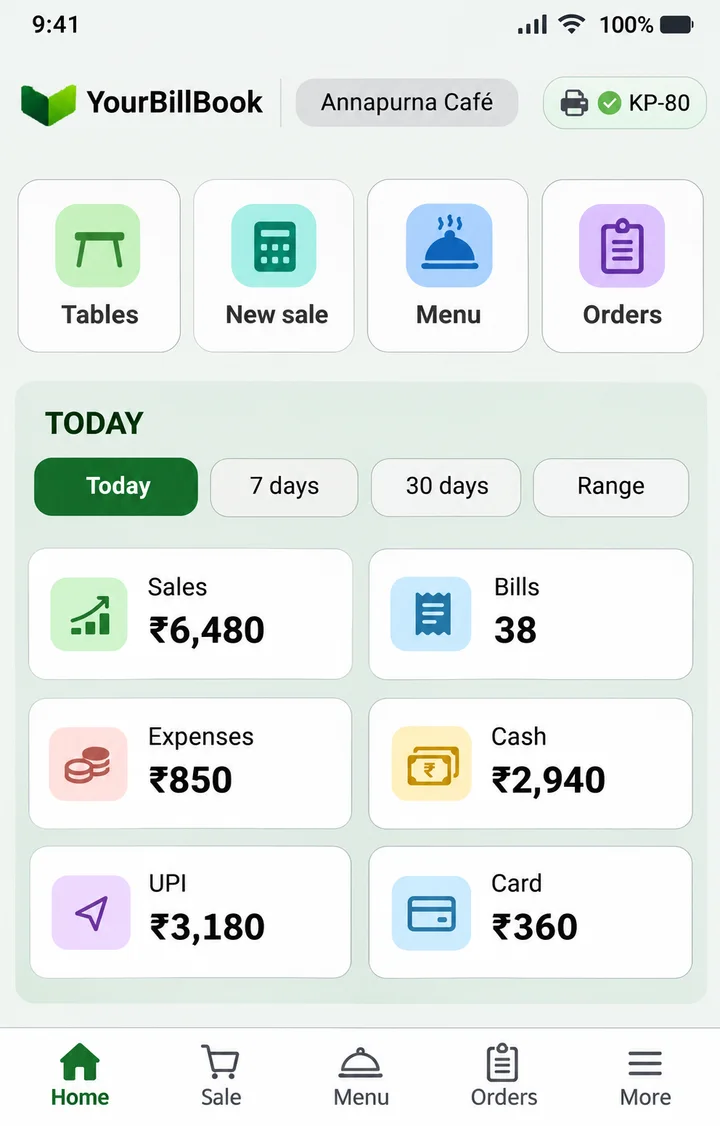 9:41 100%
YourBillBook Annapurna Café KP-80
Tables New sale Menu Orders
TODAY
Today 7 days 30 days Range
Sales
₹6,480
Bills
38
Expenses
₹850
Cash
₹2,940
UPI
₹3,180
Card
₹360
Home Sale Menu Orders More